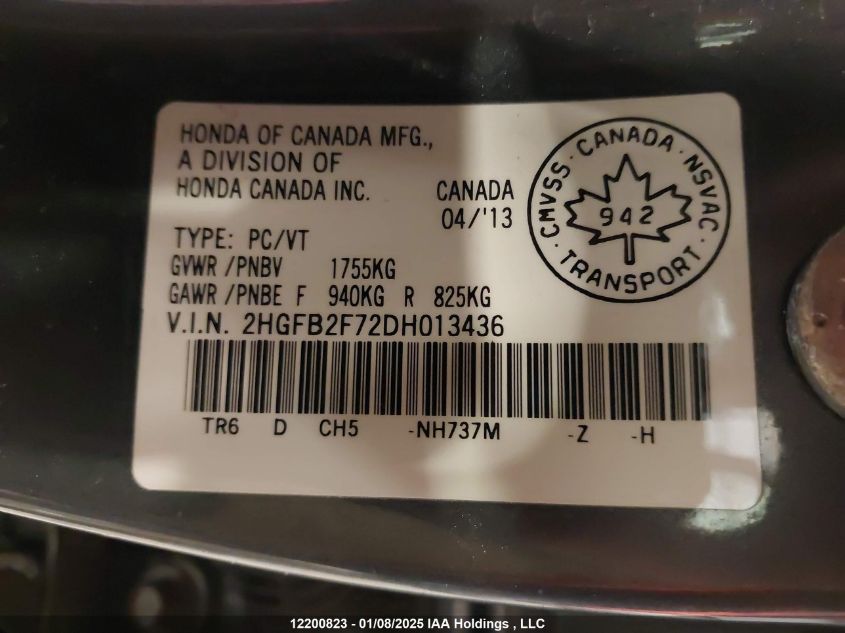 HONDA OF CANADA MFG.,
A DIVISION OF
HONDA CANADA INC. CANADA
04/'13
TYPE: PC/VT
GVWR /PNBV 1755KG
GAWR /PNBE F 940KG R 825KG
V.I.N. 2HGFB2F72DH013436
TR6 D CH5 -NH737M -Z -H
CMVSS · CANADA · NSVAC · TRANSPORT ·
942
12200823 - 01/08/2025 IAA Holdings , LLC